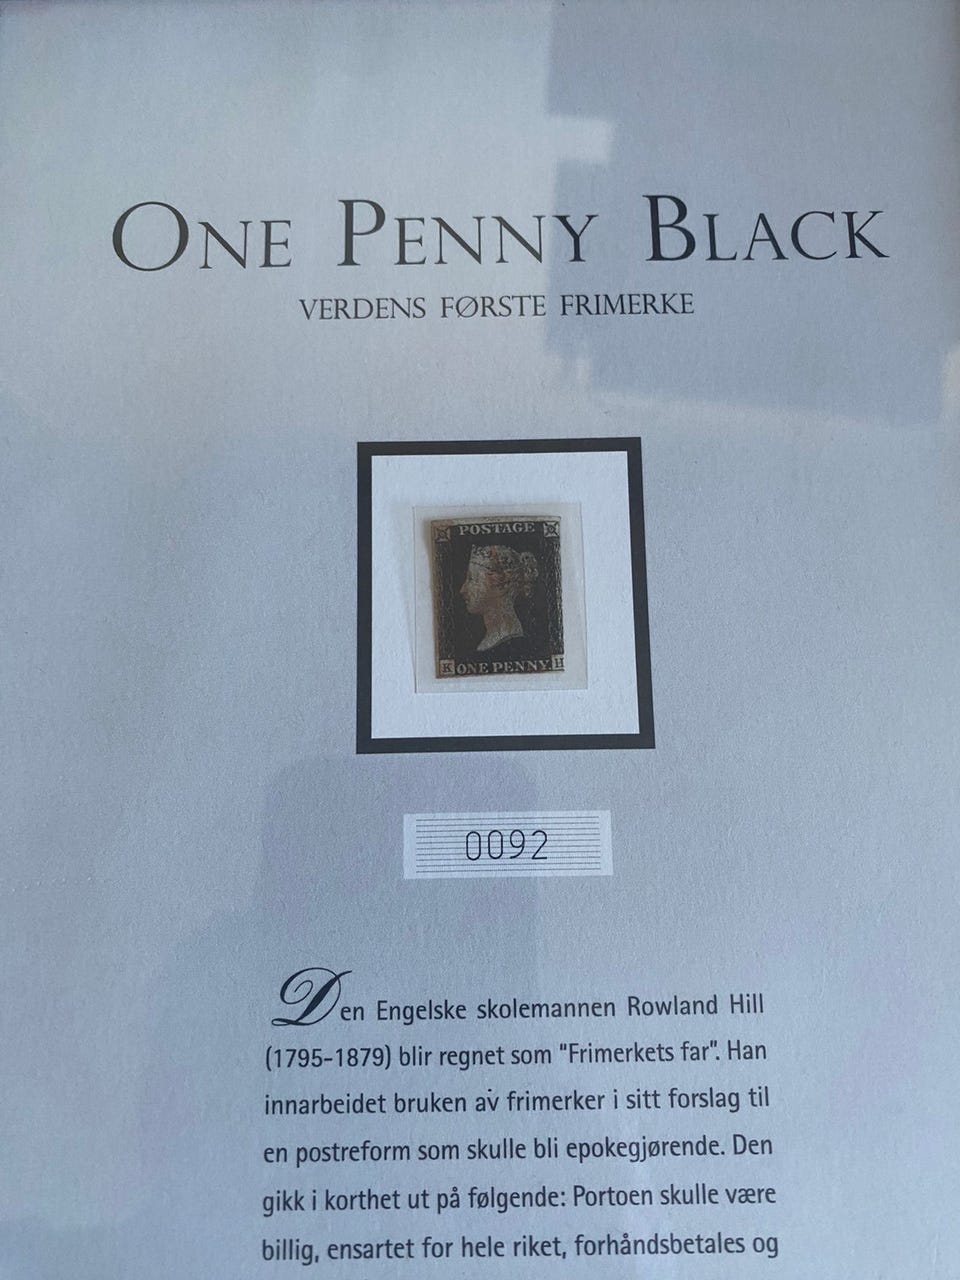 ONE PENNY BLACK
VERDENS FØRSTE FRIMERKE
POSTAGE
K ONE PENNY. H
0092
Den Engelske skolemannen Rowland Hill
(1795-1879) blir regnet som "Frimerkets far". Han
innarbeidet bruken av frimerker i sitt forslag til
en postreform som skulle bli epokegjørende. Den
gikk i korthet ut på følgende: Portoen skulle være
billig, ensartet for hele riket, forhåndsbetales og